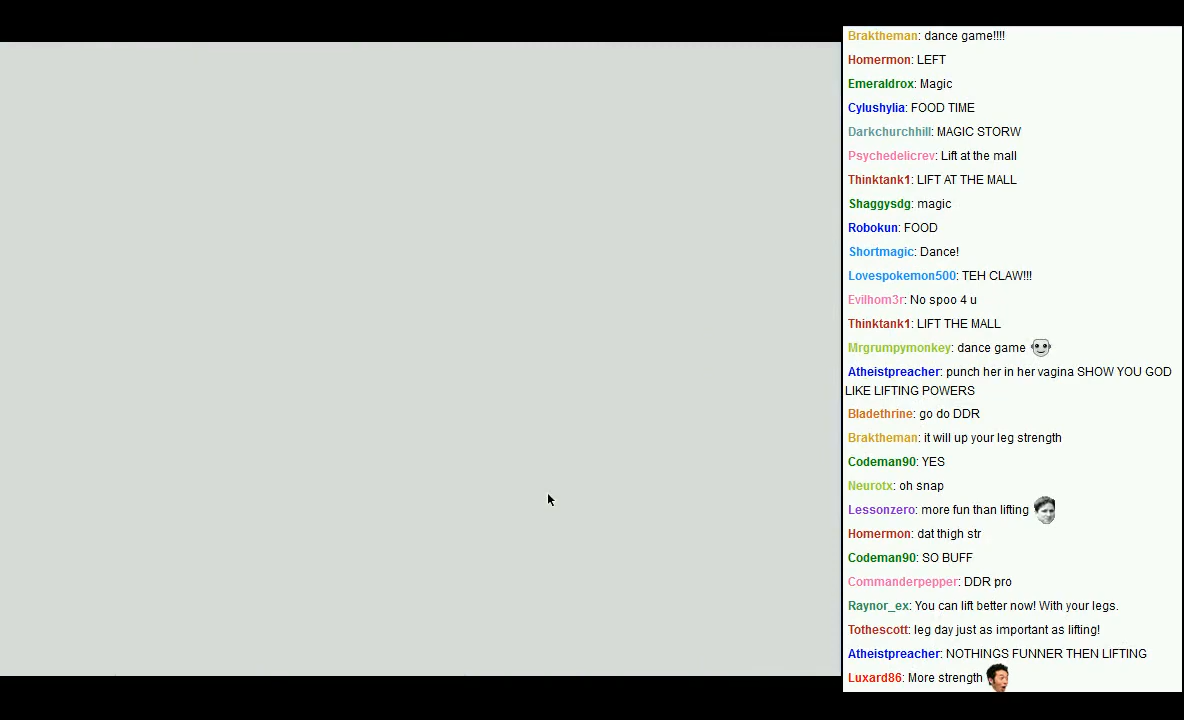 Braktheman: dance game!!!!
Homermon: LEFT
Emeraldrox: Magic
Cylushylia: FOOD TIME
Darkchurchhill: MAGIC STORW
Psychedelicrev: Lift at the mall
Thinktank1: LIFT AT THE MALL
Shaggysdg: magic
Robokun: FOOD
Shortmagic: Dance!
Lovespokemon500: TEH CLAW!!!
Evilhom3r: No spoo 4 u
Thinktank1: LIFT THE MALL
Mrgrumpymonkey: dance game
Atheistpreacher: punch her in her vagina SHOW YOU GOD
LIKE LIFTING POWERS
Bladethrine: go do DDR
Braktheman: it will up your leg strength
Codeman90: YES
Neurotx: oh snap
Lessonzero: more fun than lifting
Homermon: dat thigh str
Codeman90: SO BUFF
Commanderpepper: DDR pro
Raynor_ex: You can lift better now! With your legs.
Tothescott: leg day just as important as lifting!
Atheistpreacher: NOTHINGS FUNNER THEN LIFTING
Luxard86: More strength